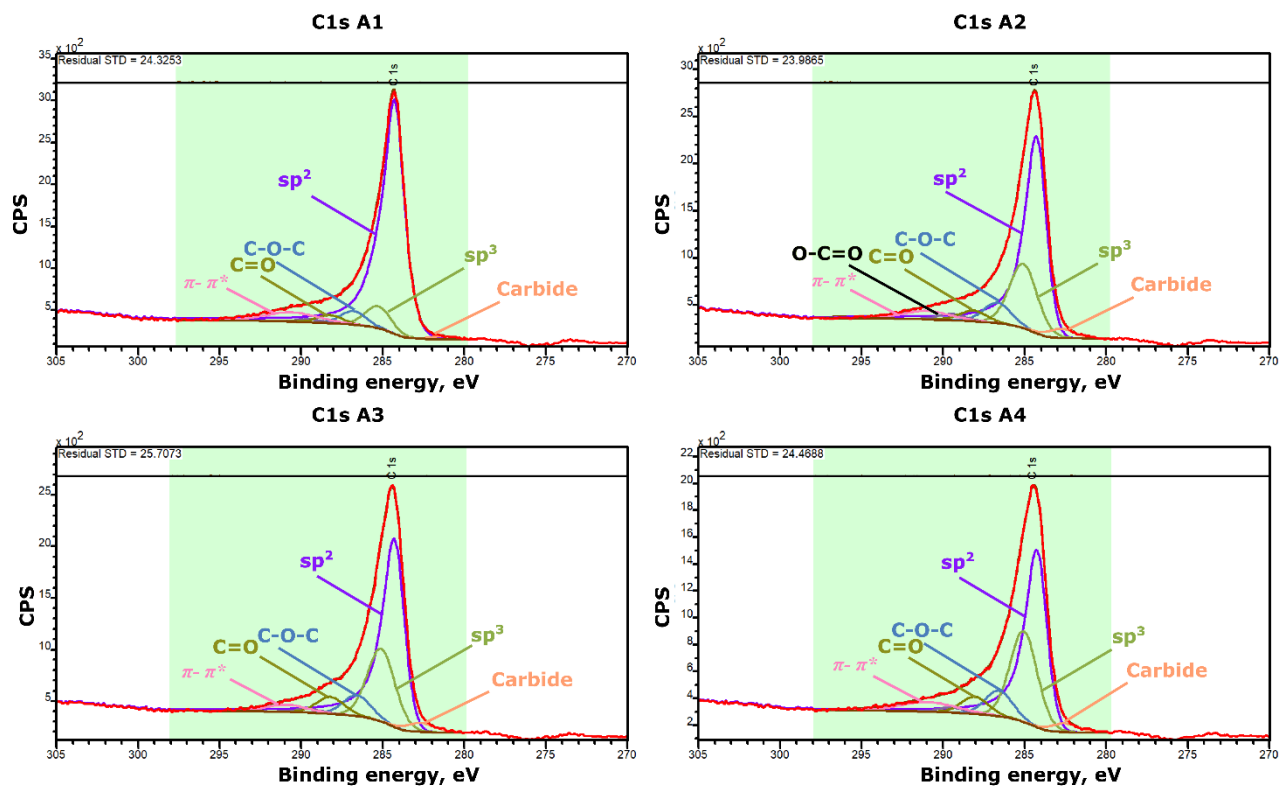 C1s A1
x 10²
Residual STD = 24.3253
C 1s
35
30
25
20
15
10
5
CPS
sp²
C-O-C
C=O
π- π*
sp³
Carbide
305 300 295 290 285 280 275 270
Binding energy, eV
C1s A2
x 10²
Residual STD = 23.9865
C 1s
30
25
20
15
10
5
CPS
sp²
C-O-C
O-C=O
C=O
π- π*
sp³
Carbide
305 300 295 290 285 280 275 270
Binding energy, eV
C1s A3
x 10²
Residual STD = 25.7073
C 1s
25
20
15
10
5
CPS
sp²
C-O-C
C=O
π- π*
sp³
Carbide
305 300 295 290 285 280 275 270
Binding energy, eV
C1s A4
x 10²
Residual STD = 24.4688
C 1s
22
20
18
16
14
12
10
8
6
4
2
CPS
sp²
C-O-C
C=O
π- π*
sp³
Carbide
305 300 295 290 285 280 275 270
Binding energy, eV